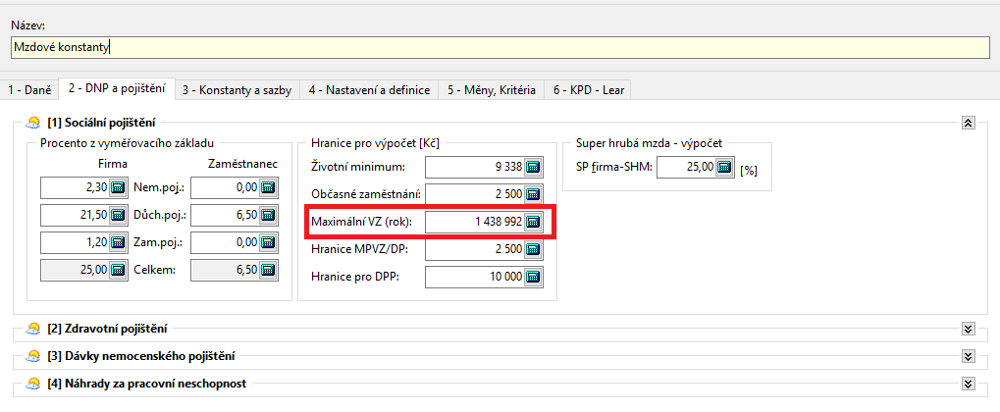 Název:
Mzdové konstanty
1 - Daně 2 - DNP a pojištění 3 - Konstanty a sazby 4 - Nastavení a definice 5 - Měny, Kritéria 6 - KPD - Lear
[1] Sociální pojištění
Procento z vyměřovacího základu
Firma Zaměstnanec
2,30 Nem.poj.: 0,00
21,50 Důch.poj.: 6,50
1,20 Zam.poj.: 0,00
25,00 Celkem: 6,50
Hranice pro výpočet [Kč]
Životní minimum: 9 338
Občasné zaměstnání: 2 500
Maximální VZ (rok): 1 438 992
Hranice MPVZ/DP: 2 500
Hranice pro DPP: 10 000
Super hrubá mzda - výpočet
SP firma-SHM: 25,00 [%]
[2] Zdravotní pojištění
[3] Dávky nemocenského pojištění
[4] Náhrady za pracovní neschopnost